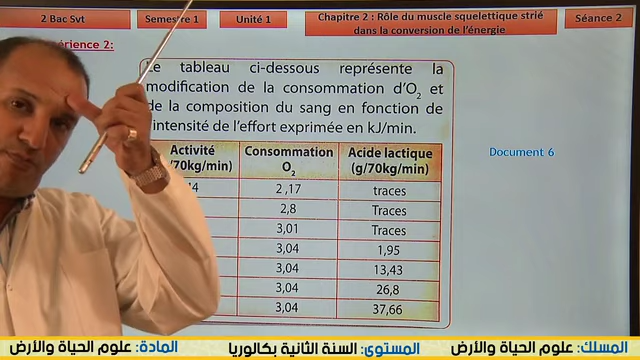 2 Bac Svt
Semestre 1
Unité 1
Chapitre 2 : Rôle du muscle squelettique strié
dans la conversion de l'énergie
Séance 2
érience 2:
e tableau ci-dessous représente la
modification de la consommation d'O₂ et
de la composition du sang en fonction de
l'intensité de l'effort exprimée en kJ/min.
Activité
/70kg/min)
Consommation
O₂
Acide lactique
(g/70kg/min)
4 2,17 traces
2,8 Traces
3,01 Traces
3,04 1,95
3,04 13,43
3,04 26,8
3,04 37,66
Document 6
المسلك: علوم الحياة والأرض
المستوى: السنة الثانية بكالوريا
المادة: علوم الحياة والأرض